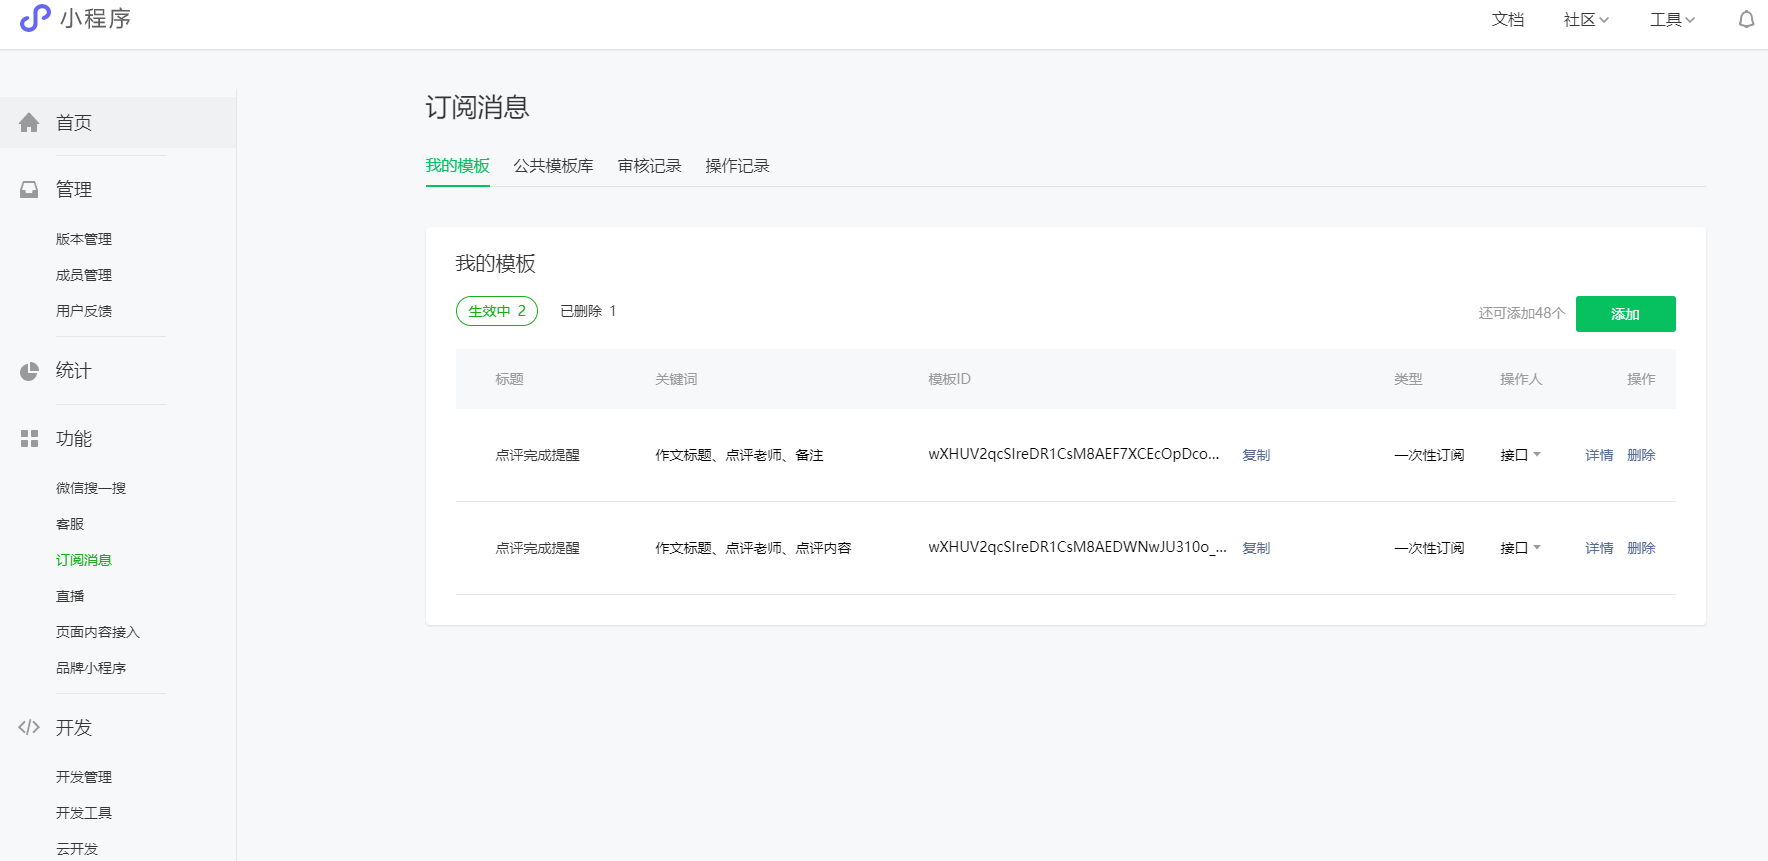 小程序
文档 社区 工具
首页
管理
版本管理
成员管理
用户反馈
统计
功能
微信搜一搜
客服
订阅消息
直播
页面内容接入
品牌小程序
开发
开发管理
开发工具
云开发
订阅消息
我的模板 公共模板库 审核记录 操作记录
我的模板
生效中 2 已删除 1 还可添加48个 添加
标题 关键词 模板ID 类型 操作人 操作
点评完成提醒 作文标题、点评老师、备注 wXHUV2qcSIreDR1CsM8AEF7XCEcOpDco... 复制 一次性订阅 接口 详情 删除
点评完成提醒 作文标题、点评老师、点评内容 wXHUV2qcSIreDR1CsM8AEDWNwJU310o_... 复制 一次性订阅 接口 详情 删除